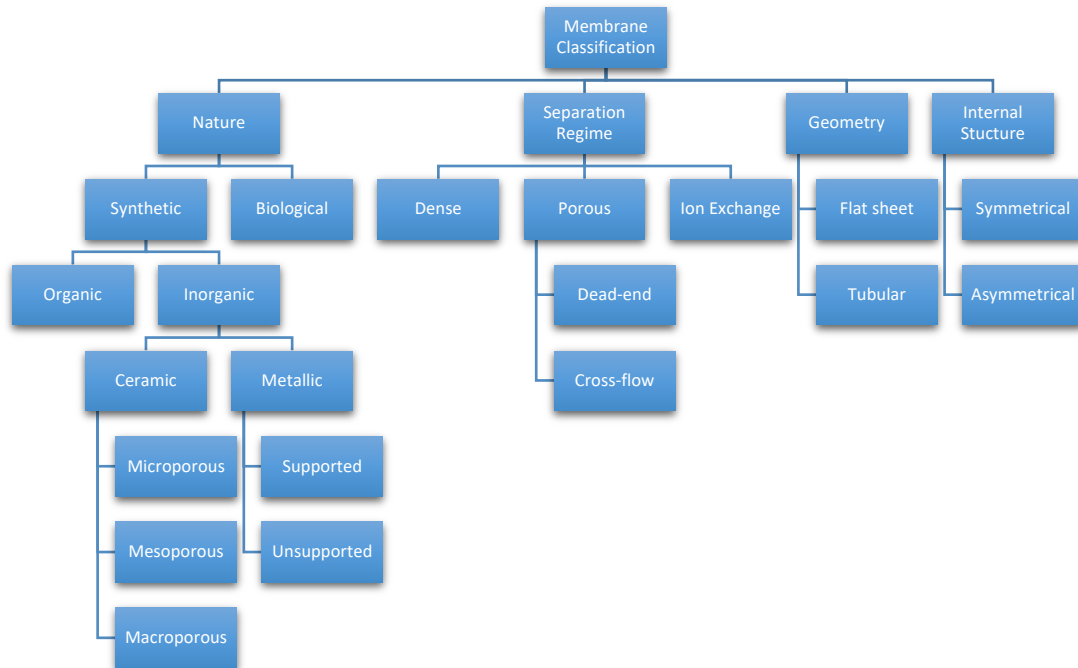 Membrane
Classification
Nature
Separation
Regime
Geometry
Internal
Stucture
Synthetic
Biological
Dense
Porous
Ion Exchange
Flat sheet
Symmetrical
Organic
Inorganic
Dead-end
Tubular
Asymmetrical
Ceramic
Metallic
Cross-flow
Microporous
Supported
Mesoporous
Unsupported
Macroporous